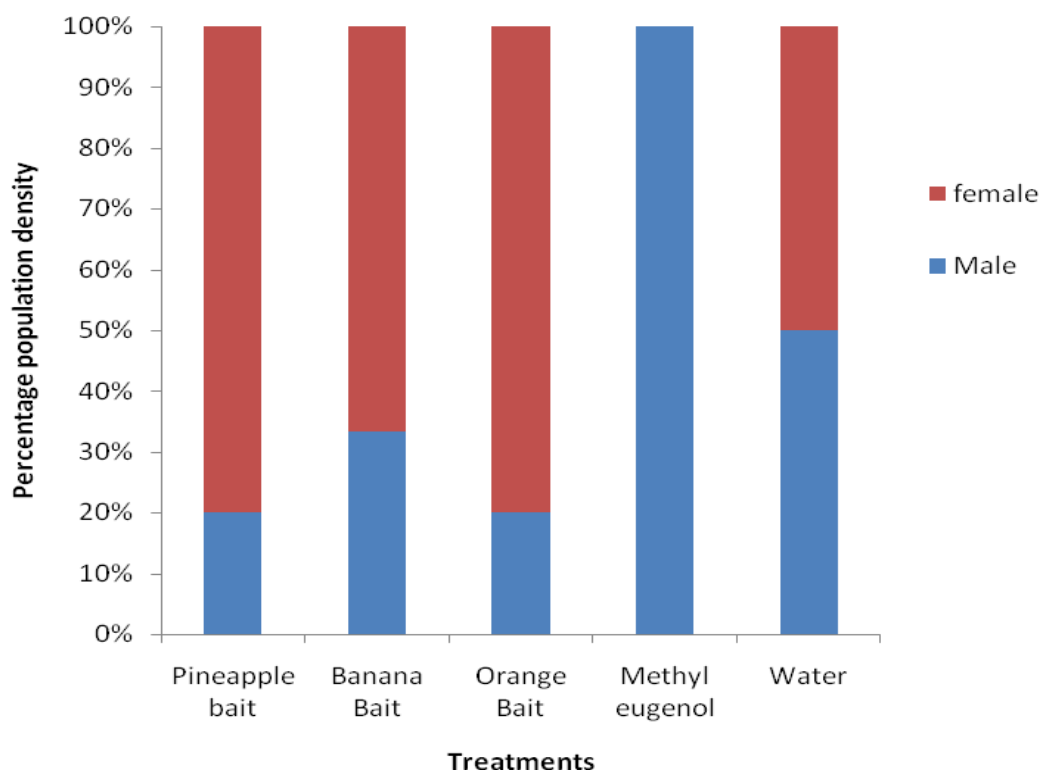 100%
90%
80%
70%
60%
50%
40%
30%
20%
10%
0%
Percentage population density
female
Male
Pineapple
bait
Banana
Bait
Orange
Bait
Methyl
eugenol
Water
Treatments